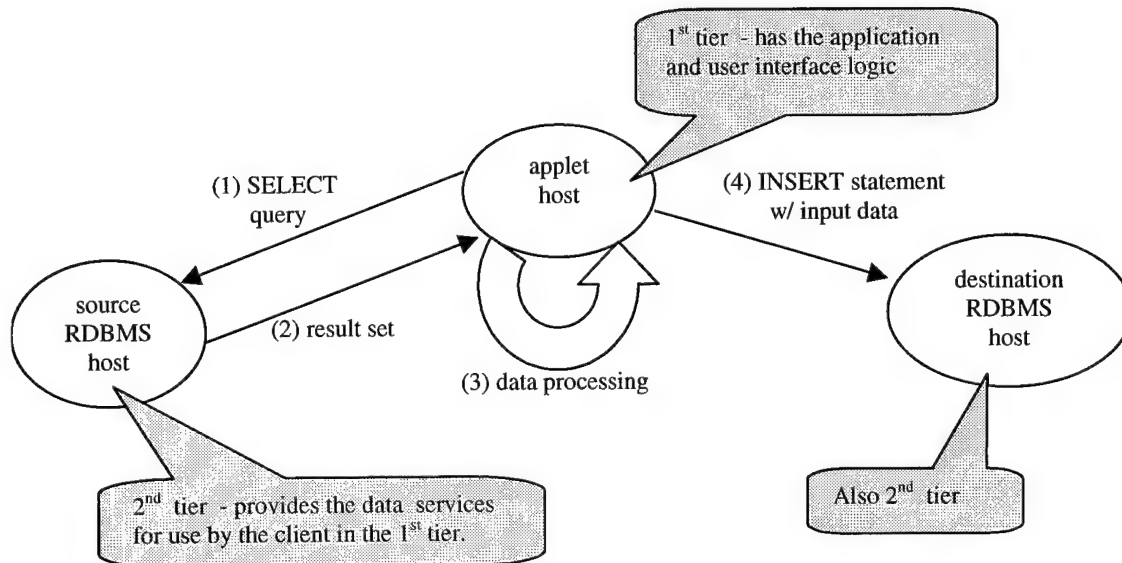 1st tier - has the application
and user interface logic
applet
host
(1) SELECT
query
(4) INSERT statement
w/ input data
source
RDBMS
host
(2) result set
destination
RDBMS
host
(3) data processing
2nd tier - provides the data services
for use by the client in the 1st tier.
Also 2nd tier